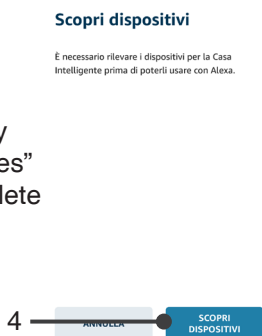 Scopri dispositivi
È necessario rilevare i dispositivi per la Casa
Intelligente prima di poterli usare con Alexa.
y
es”
lete
4
ANNULLA
SCOPRI
DISPOSITIVI